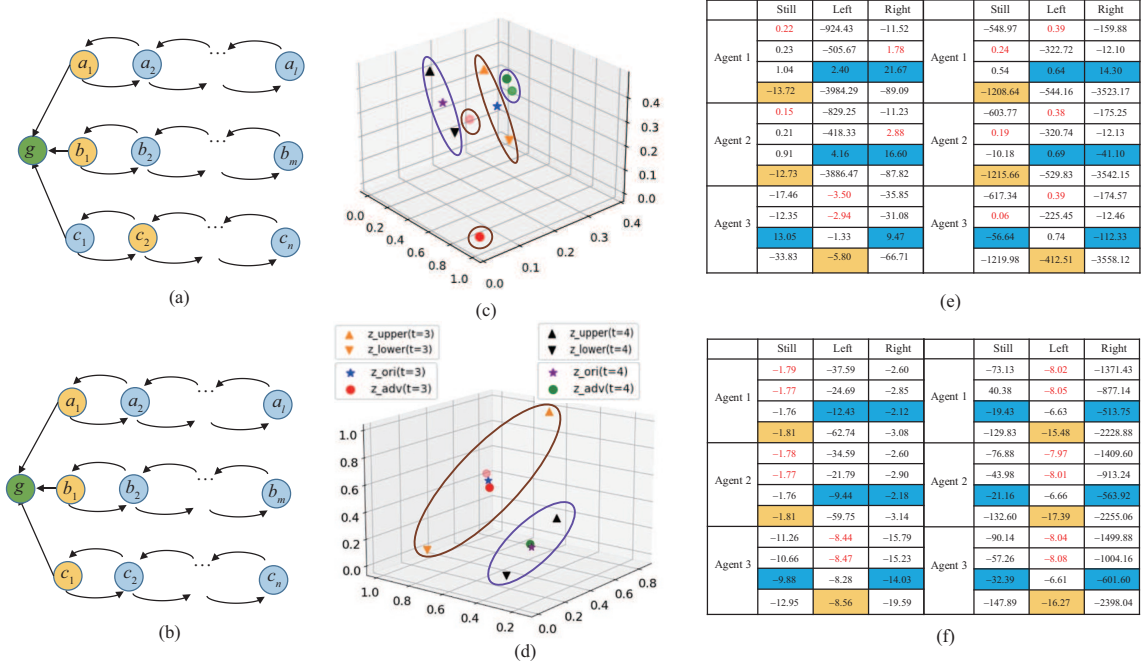 a1 a2 ... al
g b1 b2 ... bm
c1 c2 ... cn
(a)
a1 a2 ... al
g b1 b2 ... bm
c1 c2 ... cn
(b)
0.4
0.3
0.2
0.1
0.0
0.0 0.2 0.4 0.6 0.8 1.0
0.0 0.1 0.2 0.3 0.4
(c)
z_upper(t=3)
z_lower(t=3)
z_ori(t=3)
z_adv(t=3)
z_upper(t=4)
z_lower(t=4)
z_ori(t=4)
z_adv(t=4)
1.0
0.8
0.6
0.4
0.2
0.0
1.0 0.8 0.6 0.4 0.2
0.0 0.2 0.4 0.6 0.8
(d)
Still Left Right Still Left Right
Agent 1 Agent 1
0.22 −924.43 −11.52 −548.97 0.39 −159.88
0.23 −505.67 1.78 0.24 −322.72 −12.10
1.04 2.40 21.67 0.54 0.64 14.30
−13.72 −3984.29 −89.09 −1208.64 −544.16 −3523.17
Agent 2 Agent 2
0.15 −829.25 −11.23 −603.77 0.38 −175.25
0.21 −418.33 2.88 0.19 −320.74 −12.13
0.91 4.16 16.60 −10.18 0.69 −41.10
−12.73 −3886.47 −87.82 −1215.66 −529.83 −3542.15
Agent 3 Agent 3
−17.46 −3.50 −35.85 −617.34 0.39 −174.57
−12.35 −2.94 −31.08 0.06 −225.45 −12.46
13.05 −1.33 9.47 −56.64 0.74 −112.33
−33.83 −5.80 −66.71 −1219.98 −412.51 −3558.12
(e)
Still Left Right Still Left Right
Agent 1 Agent 1
−1.79 −37.59 −2.60 −73.13 −8.02 −1371.43
−1.77 −24.69 −2.85 40.38 −8.05 −877.14
−1.76 −12.43 −2.12 −19.43 −6.63 −513.75
−1.81 −62.74 −3.08 −129.83 −15.48 −2228.88
Agent 2 Agent 2
−1.78 −34.59 −2.60 −76.88 −7.97 −1409.60
−1.77 −21.79 −2.90 −43.98 −8.01 −913.24
−1.76 −9.44 −2.18 −21.16 −6.66 −563.92
−1.81 −59.75 −3.14 −132.60 −17.39 −2255.06
Agent 3 Agent 3
−11.26 −8.44 −15.79 −90.14 −8.04 −1499.88
−10.66 −8.47 −15.23 −57.26 −8.08 −1004.16
−9.88 −8.28 −14.03 −32.39 −6.61 −601.60
−12.95 −8.56 −19.59 −147.89 −16.27 −2398.04
(f)